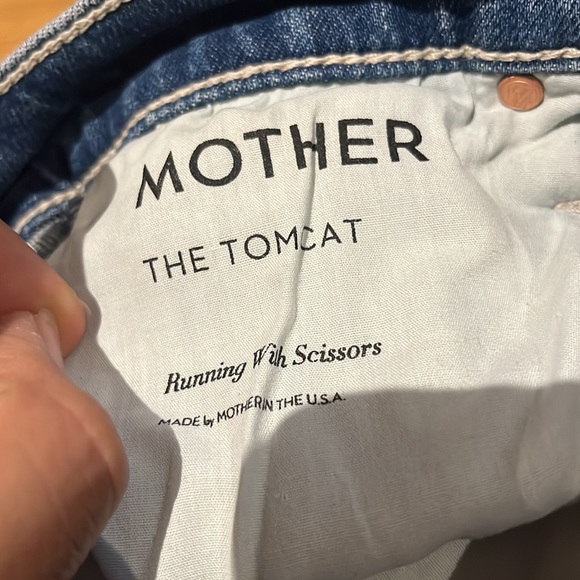 MOTHER
THE TOMCAT
Running With Scissors
MADE by MOTHER IN THE U.S.A.